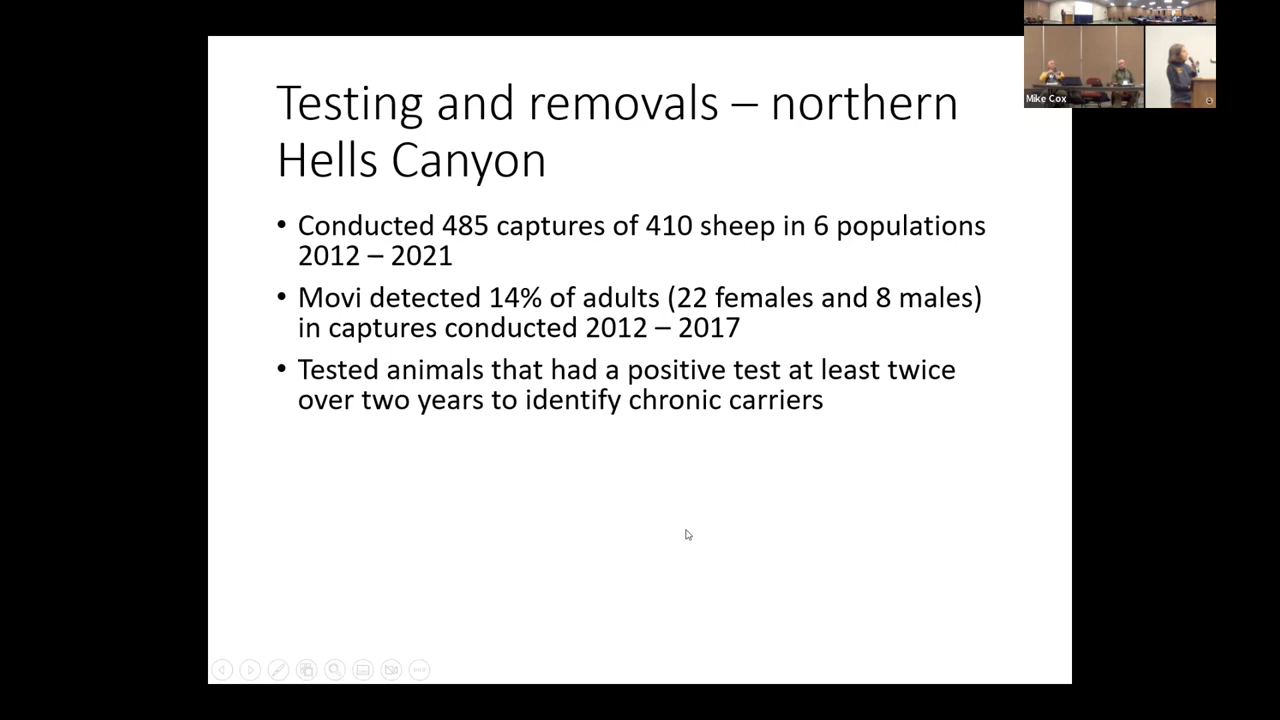 Testing and removals – northern
Hells Canyon
• Conducted 485 captures of 410 sheep in 6 populations
2012 – 2021
• Movi detected 14% of adults (22 females and 8 males)
in captures conducted 2012 – 2017
• Tested animals that had a positive test at least twice
over two years to identify chronic carriers
Mike Cox